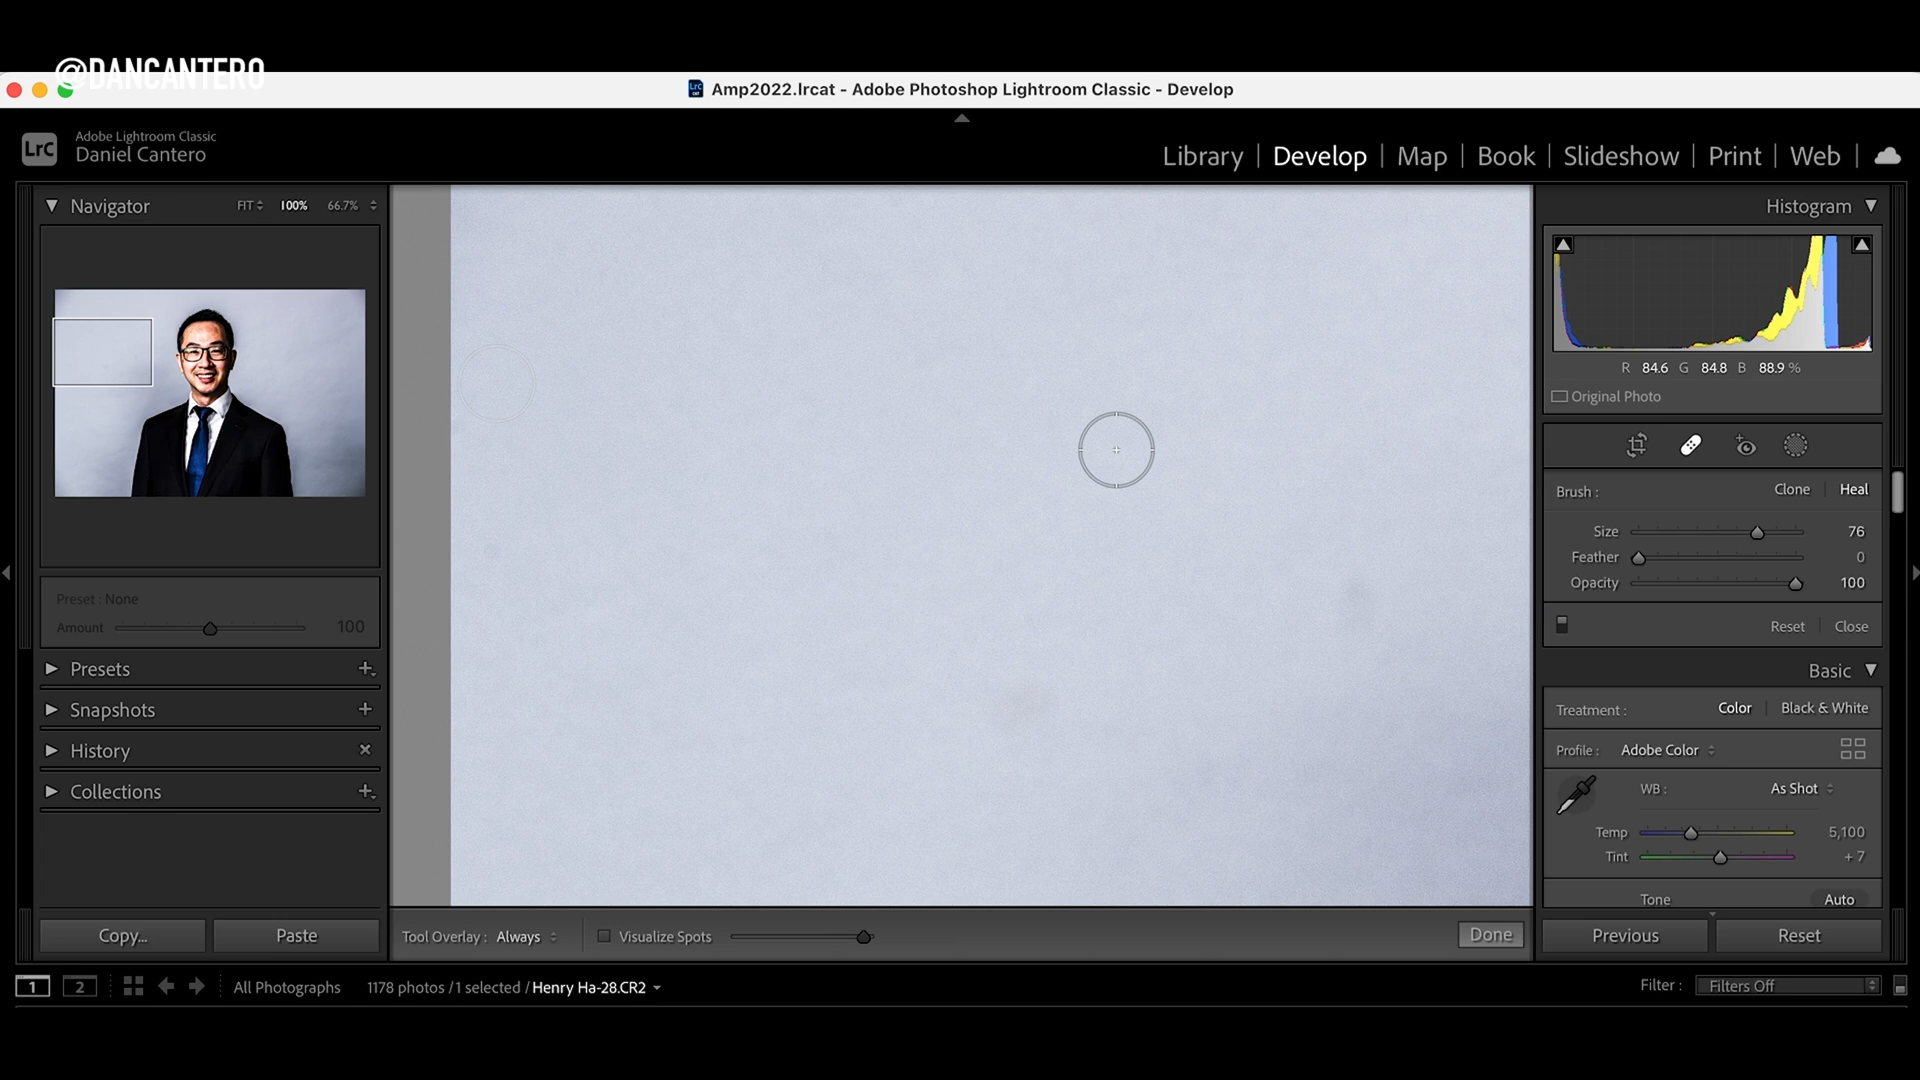 @DANCANTERO
LrC CAT
Amp2022.lrcat - Adobe Photoshop Lightroom Classic - Develop
LrC
Adobe Lightroom Classic
Daniel Cantero
Library | Develop | Map | Book | Slideshow | Print | Web |
Navigator FIT 100% 66.7%
Histogram
R 84.6 G 84.8 B 88.9 %
Original Photo
Brush : Clone | Heal
Size 76
Feather 0
Opacity 100
Reset | Close
Preset : None
Amount 100
Presets
Snapshots
History
Collections
Basic
Treatment : Color | Black & White
Profile : Adobe Color
WB : As Shot
Temp 5,100
Tint + 7
Tone Auto
Copy... Paste
Tool Overlay : Always Visualize Spots Done
Previous Reset
1 2 All Photographs 1178 photos /1 selected /Henry Ha-28.CR2
Filter : Filters Off